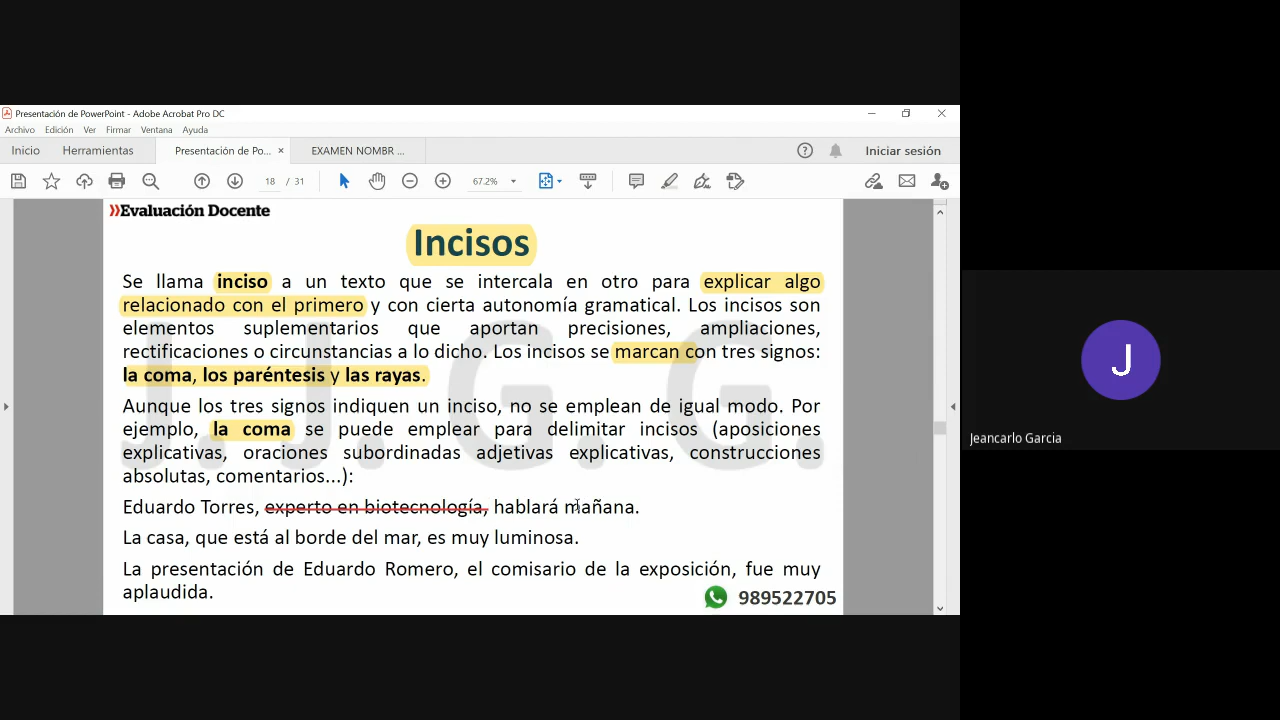 Presentación de PowerPoint - Adobe Acrobat Pro DC
Archivo Edición Ver Firmar Ventana Ayuda
Inicio Herramientas Presentación de Po... × EXAMEN NOMBR ... Iniciar sesión
18 / 31 67.2%
»Evaluación Docente
Incisos
Se llama inciso a un texto que se intercala en otro para explicar algo
relacionado con el primero y con cierta autonomía gramatical. Los incisos son
elementos suplementarios que aportan precisiones, ampliaciones,
rectificaciones o circunstancias a lo dicho. Los incisos se marcan con tres signos:
la coma, los paréntesis y las rayas.
Aunque los tres signos indiquen un inciso, no se emplean de igual modo. Por
ejemplo, la coma se puede emplear para delimitar incisos (aposiciones
explicativas, oraciones subordinadas adjetivas explicativas, construcciones
absolutas, comentarios...):
Eduardo Torres, experto en biotecnología, hablará mañana.
La casa, que está al borde del mar, es muy luminosa.
La presentación de Eduardo Romero, el comisario de la exposición, fue muy
aplaudida.
989522705
J. J. G. G.
J
Jeancarlo Garcia